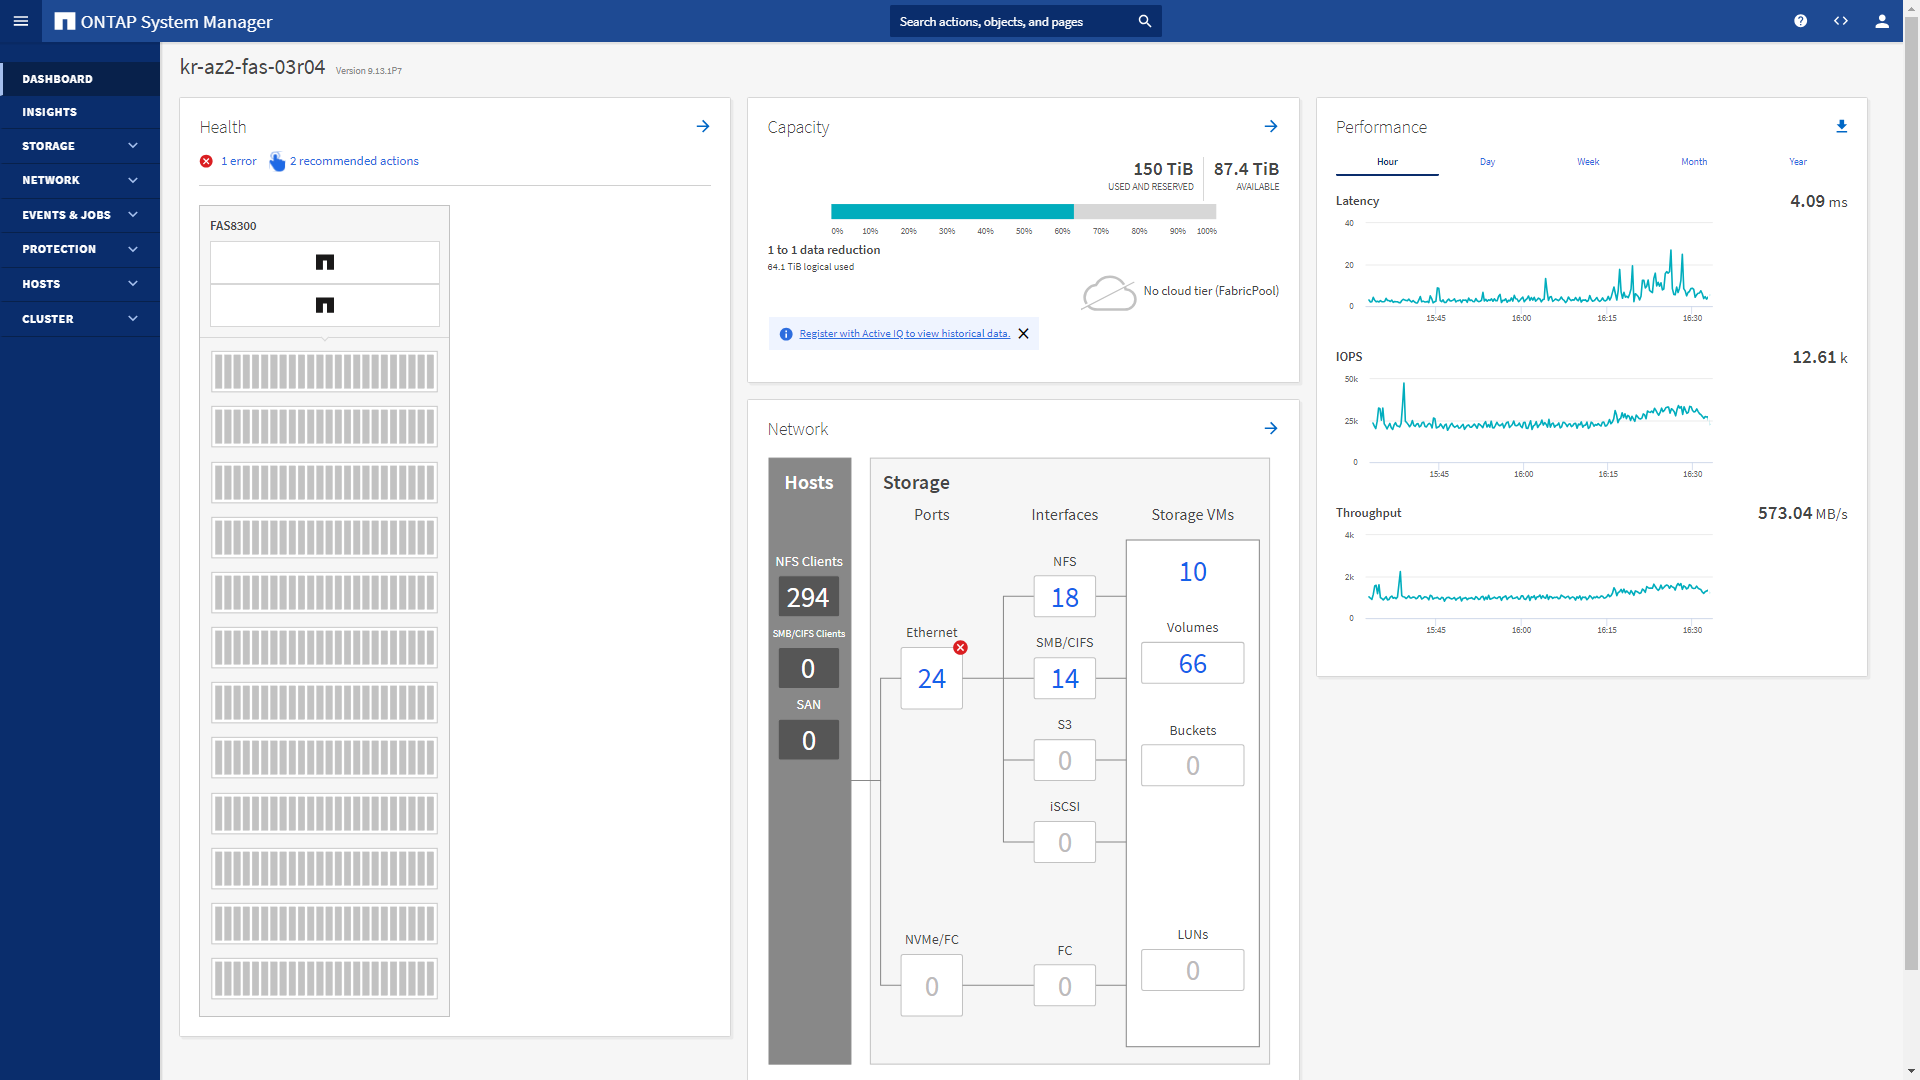 ONTAP System Manager
Search actions, objects, and pages
DASHBOARD
INSIGHTS
STORAGE
NETWORK
EVENTS & JOBS
PROTECTION
HOSTS
CLUSTER
kr-az2-fas-03r04 Version 9.13.1P7
Health
1 error 2 recommended actions
FAS8300
Capacity
150 TiB 87.4 TiB
USED AND RESERVED AVAILABLE
0% 10% 20% 30% 40% 50% 60% 70% 80% 90% 100%
1 to 1 data reduction
64.1 TiB logical used
No cloud tier (FabricPool)
Register with Active IQ to view historical data.
Network
Hosts
NFS Clients
294
SMB/CIFS Clients
0
SAN
0
Storage
Ports Interfaces Storage VMs
Ethernet
24
NVMe/FC
0
NFS
18
SMB/CIFS
14
S3
0
iSCSI
0
FC
0
10
Volumes
66
Buckets
0
LUNs
0
Performance
Hour Day Week Month Year
Latency 4.09 ms
40
20
0
15:45 16:00 16:15 16:30
IOPS 12.61 k
50k
25k
0
15:45 16:00 16:15 16:30
Throughput 573.04 MB/s
4k
2k
0
15:45 16:00 16:15 16:30